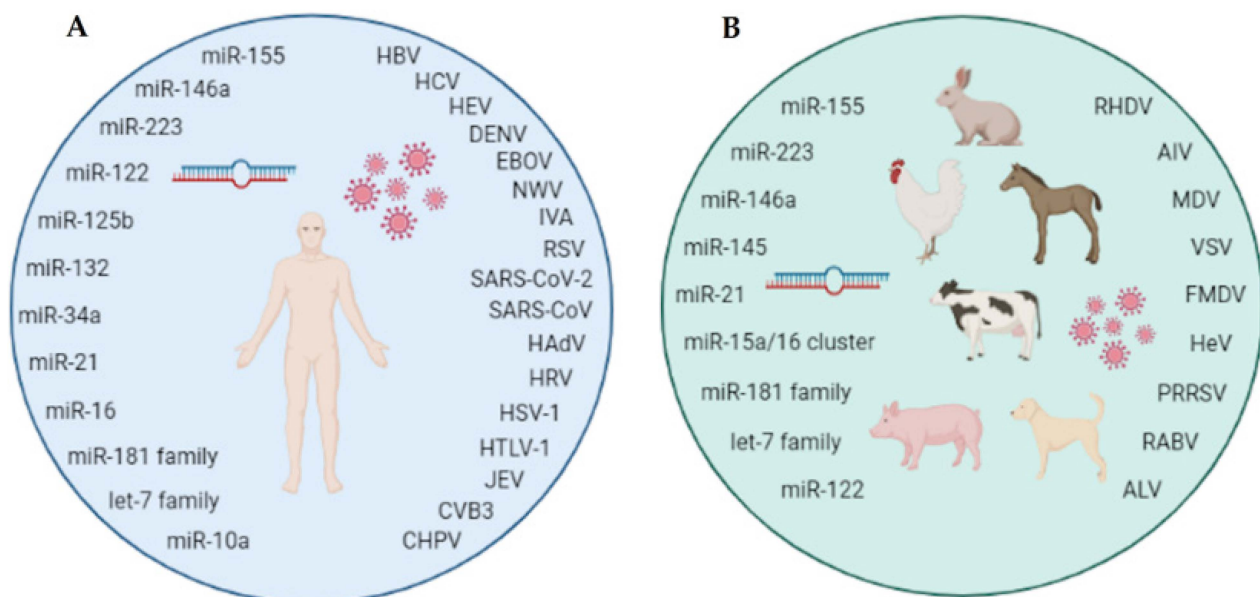 A
miR-155
miR-146a
miR-223
miR-122
miR-125b
miR-132
miR-34a
miR-21
miR-16
miR-181 family
let-7 family
miR-10a
HBV
HCV
HEV
DENV
EBOV
NWV
IVA
RSV
SARS-CoV-2
SARS-CoV
HAdV
HRV
HSV-1
HTLV-1
JEV
CVB3
CHPV
B
miR-155
miR-223
miR-146a
miR-145
miR-21
miR-15a/16 cluster
miR-181 family
let-7 family
miR-122
RHDV
AIV
MDV
VSV
FMDV
HeV
PRRSV
RABV
ALV